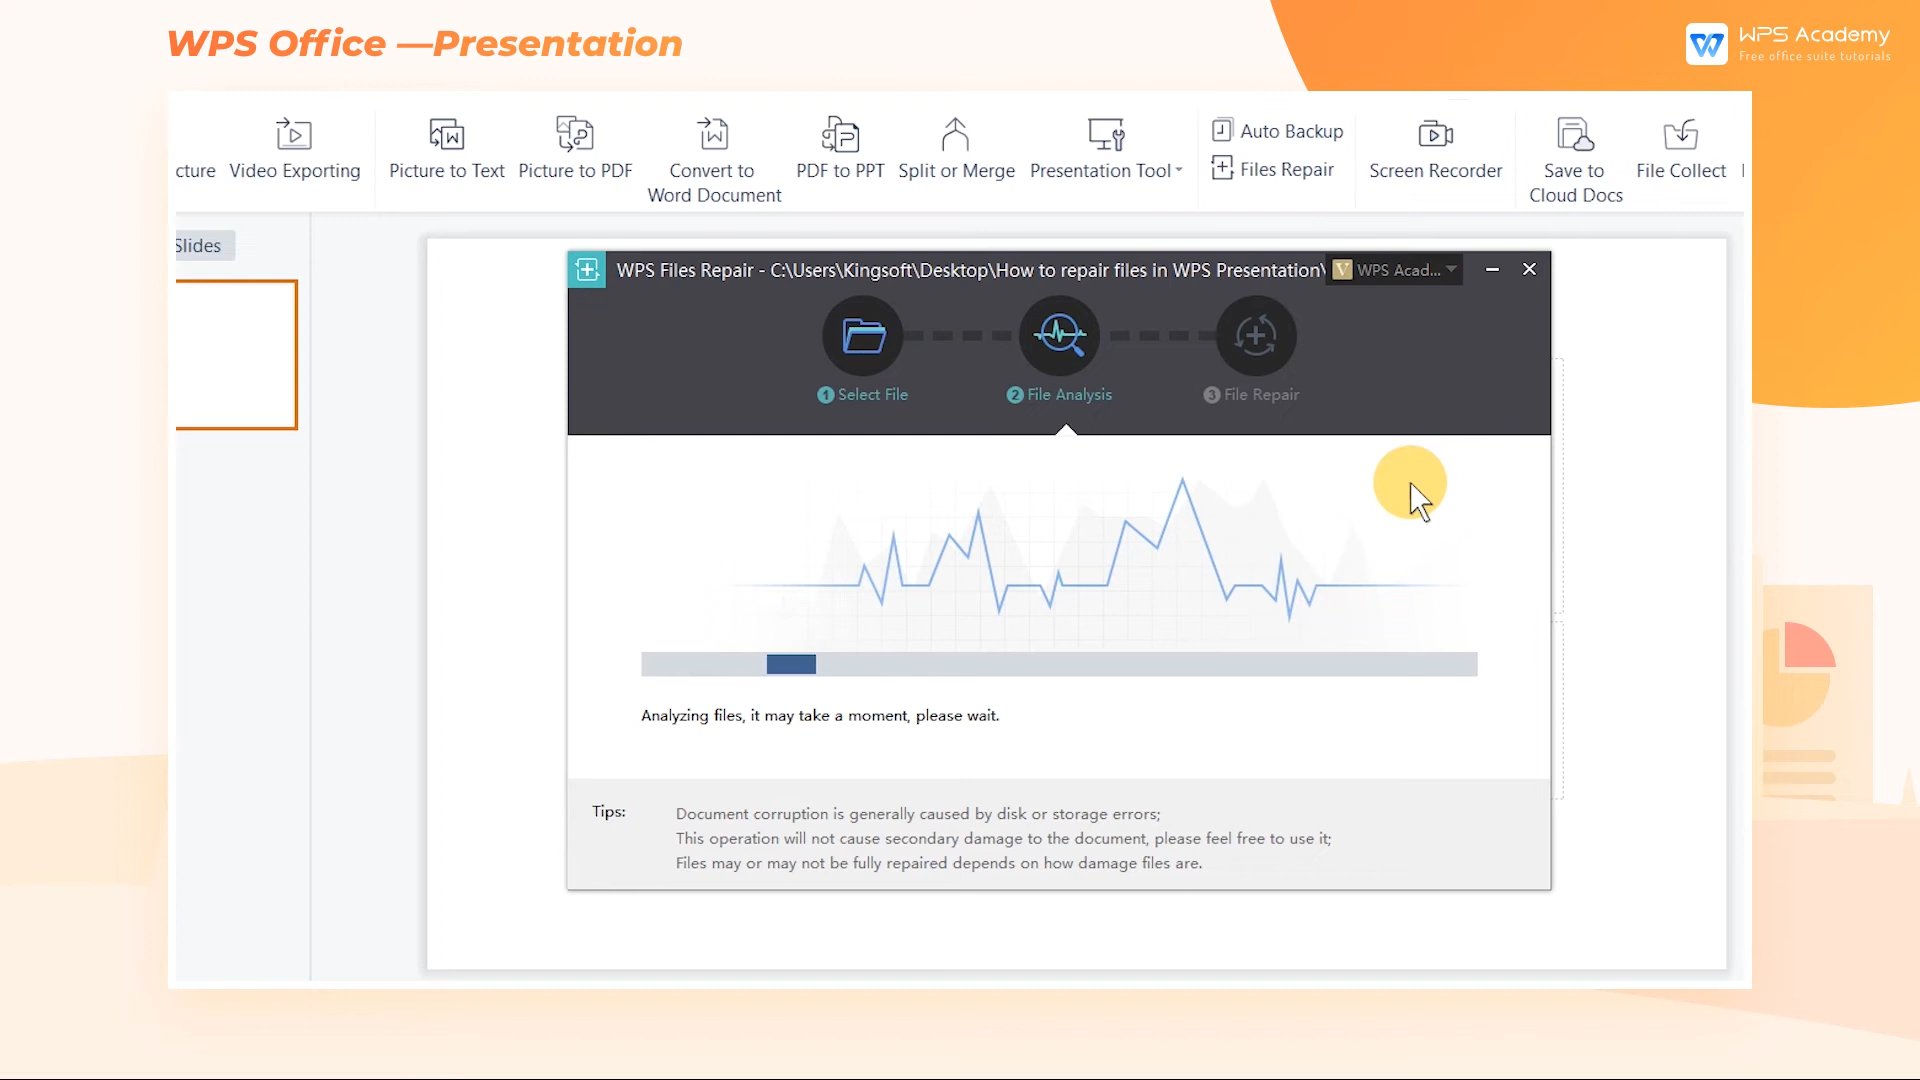 WPS Office —Presentation
WPS Academy
Free office suite tutorials
cture
Video Exporting
Picture to Text
Picture to PDF
Convert to
Word Document
PDF to PPT
Split or Merge
Presentation Tool
Auto Backup
Files Repair
Screen Recorder
Save to
Cloud Docs
File Collect
Slides
WPS Files Repair - C:\Users\Kingsoft\Desktop\How to repair files in WPS Presentation\
V WPS Acad...
1 Select File
2 File Analysis
3 File Repair
Analyzing files, it may take a moment, please wait.
Tips:
Document corruption is generally caused by disk or storage errors;
This operation will not cause secondary damage to the document, please feel free to use it;
Files may or may not be fully repaired depends on how damage files are.